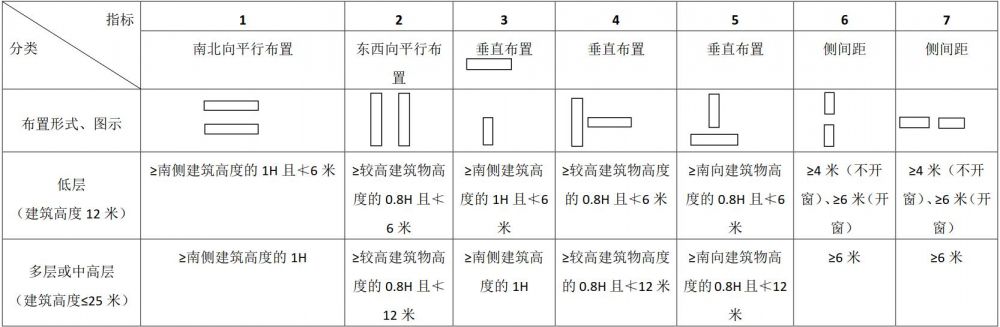 指标
分类
1
2
3
4
5
6
7
南北向平行布置
东西向平行布
置
垂直布置
垂直布置
垂直布置
侧间距
侧间距
布置形式、图示
低层
（建筑高度 12 米）
≥南侧建筑高度的 1H 且≮6 米
≥较高建筑物高
度的 0.8H 且≮
6 米
≥南侧建筑高
度的 1H 且≮6
米
≥较高建筑物高度
的 0.8H 且≮6 米
≥南向建筑物高
度的 0.8H 且≮6
米
≥4 米（不开
窗）、≥6 米（开
窗）
≥4 米（不开
窗）、≥6 米（开
窗）
多层或中高层
（建筑高度≤25 米）
≥南侧建筑高度的 1H
≥较高建筑物高
度的 0.8H 且≮
12 米
≥南侧建筑高
度的 1H
≥较高建筑物高度
的 0.8H 且≮12 米
≥南向建筑物高
度的 0.8H 且≮12
米
≥6 米
≥6 米